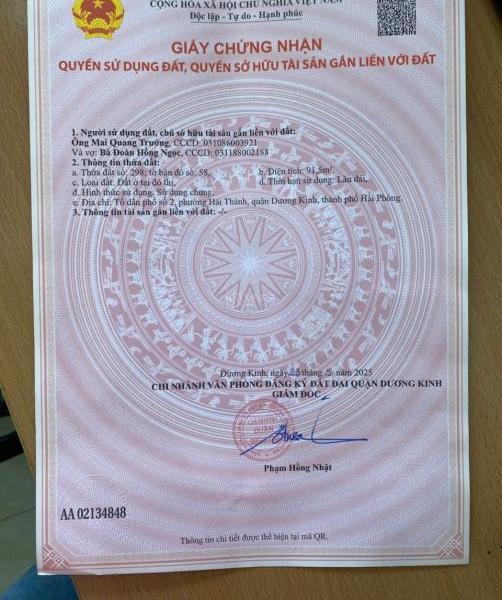 CỘNG HÒA XÃ HỘI CHỦ NGHĨA VIỆT NAM
Độc lập - Tự do - Hạnh phúc
GIẤY CHỨNG NHẬN
QUYỀN SỬ DỤNG ĐẤT, QUYỀN SỞ HỮU TÀI SẢN GẮN LIỀN VỚI ĐẤT
1. Người sử dụng đất, chủ sở hữu tài sản gắn liền với đất:
Ông Mai Quang Trưởng, CCCD: 031086003921
Và vợ: Bà Đoàn Hồng Ngọc, CCCD: 031188002188
2. Thông tin thửa đất:
a. Thửa đất số: 298; tờ bản đồ số: 58, b. Diện tích: 91,5m²,
c. Loại đất: Đất ở tại đô thị, d. Thời hạn sử dụng: Lâu dài,
đ. Hình thức sử dụng: Sử dụng chung,
e. Địa chỉ: Tổ dân phố số 2, phường Hải Thành, quận Dương Kinh, thành phố Hải Phòng.
3. Thông tin tài sản gắn liền với đất: -/-
Dương Kinh, ngày 23 tháng 5 năm 2025
CHI NHÁNH VĂN PHÒNG ĐĂNG KÝ ĐẤT ĐAI QUẬN DƯƠNG KINH
GIÁM ĐỐC
CHI NHÁNH
QUẬN
Phạm Hồng Nhật
AA 02134848
Thông tin chi tiết được thể hiện tại mã QR.